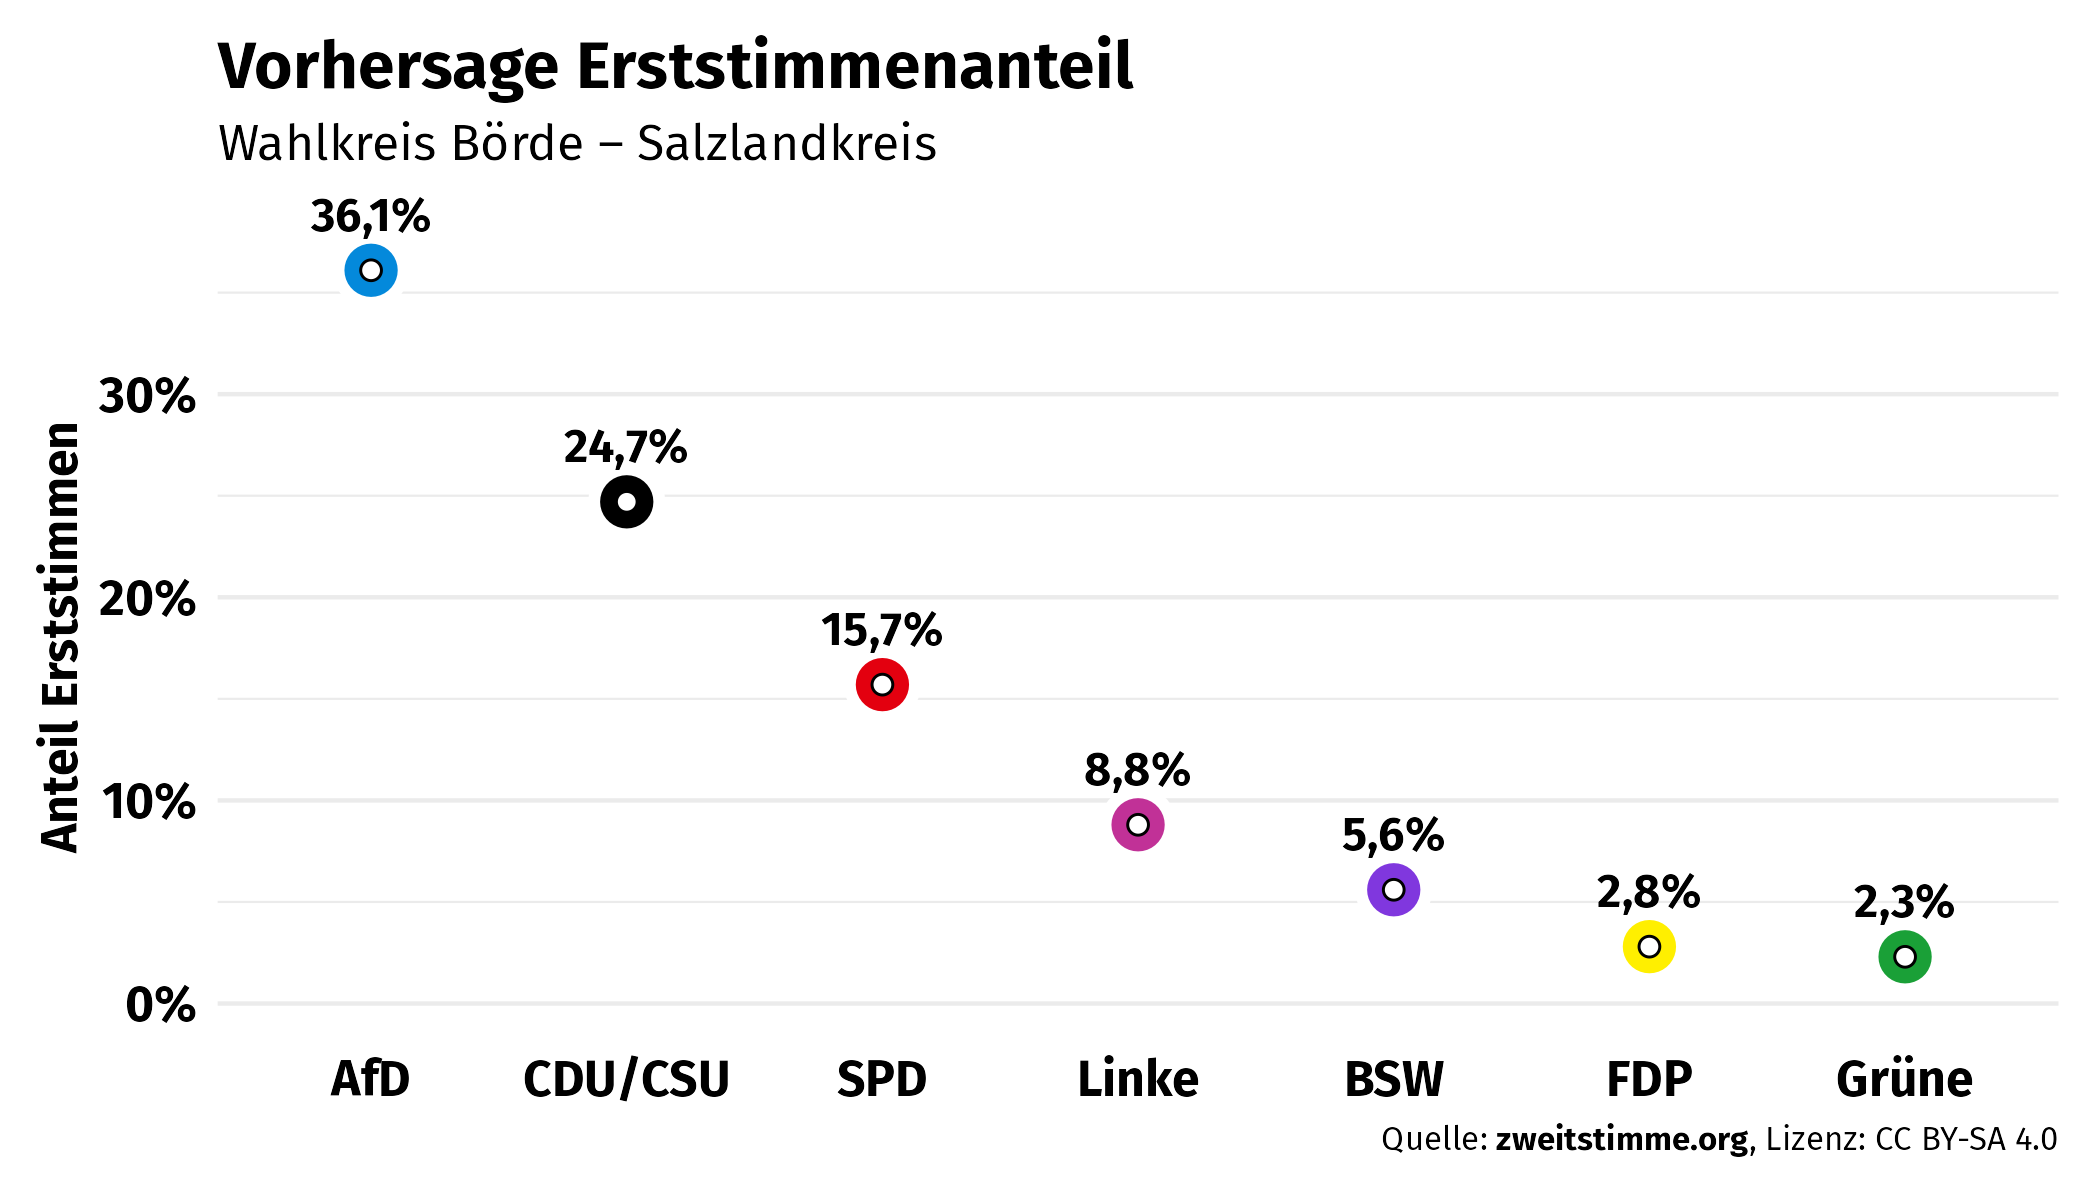 Vorhersage Erststimmenanteil
Wahlkreis Börde – Salzlandkreis
36,1%
30%
24,7%
20%
15,7%
8,8%
10%
5,6%
2,8%
2,3%
0%
Anteil Erststimmen
AfD CDU/CSU SPD Linke BSW FDP Grüne
Quelle: zweitstimme.org, Lizenz: CC BY-SA 4.0